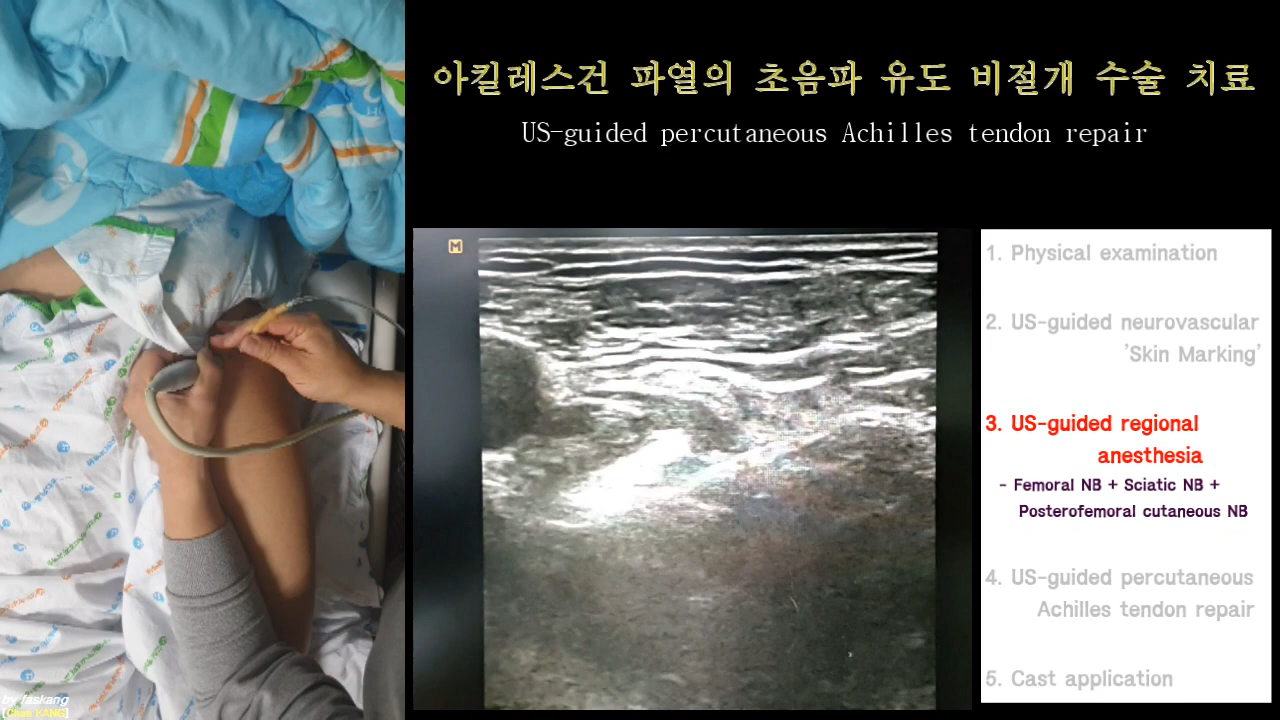 아킬레스건 파열의 초음파 유도 비절개 수술 치료
US-guided percutaneous Achilles tendon repair
M
1. Physical examination
2. US-guided neurovascular
'Skin Marking'
3. US-guided regional
anesthesia
- Femoral NB + Sciatic NB +
Posterofemoral cutaneous NB
4. US-guided percutaneous
Achilles tendon repair
5. Cast application
by faskang
[Chan KANG]